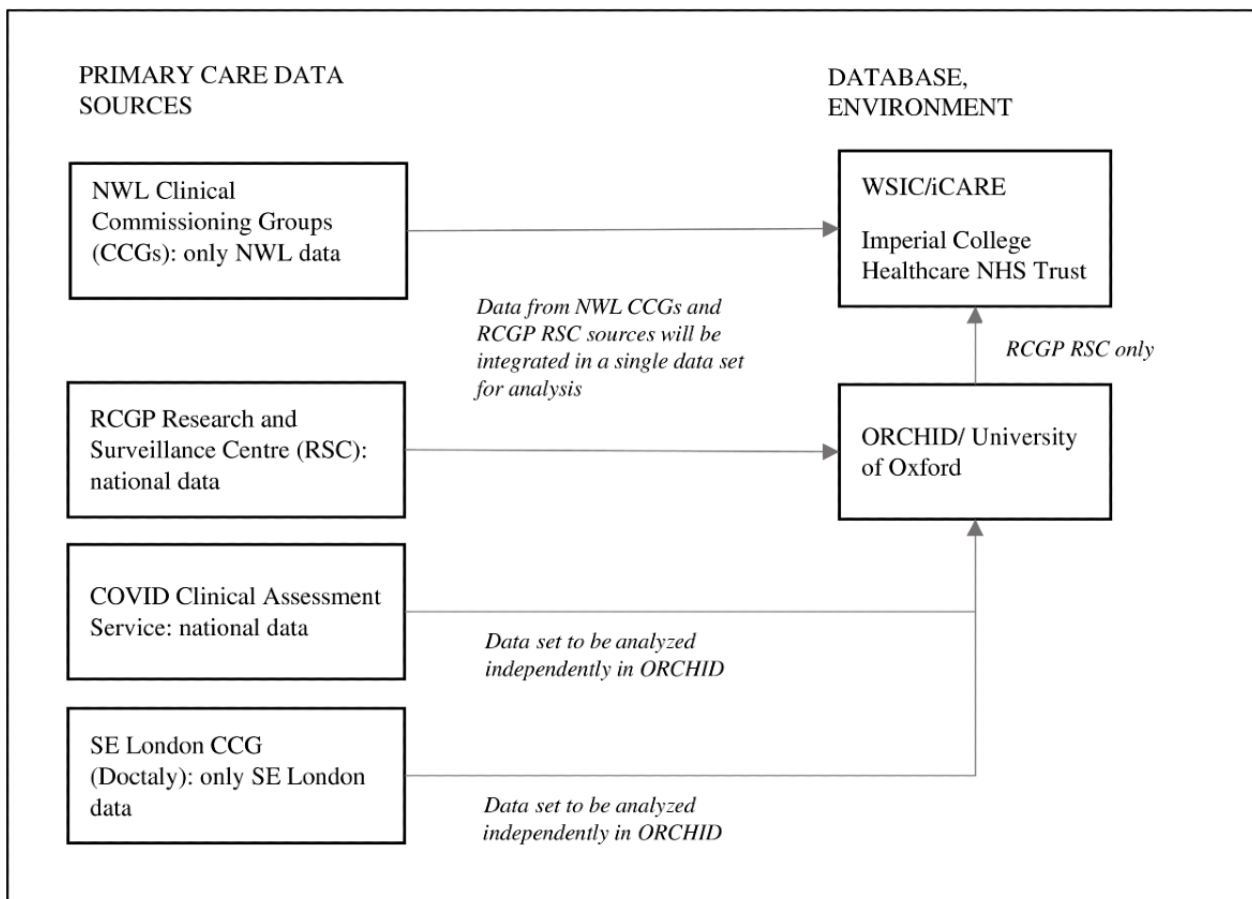 PRIMARY CARE DATA
SOURCES
DATABASE,
ENVIRONMENT
NWL Clinical
Commissioning Groups
(CCGs): only NWL data
WSIC/iCARE
Imperial College
Healthcare NHS Trust
Data from NWL CCGs and
RCGP RSC sources will be
integrated in a single data set
for analysis
RCGP RSC only
RCGP Research and
Surveillance Centre (RSC):
national data
ORCHID/ University
of Oxford
COVID Clinical Assessment
Service: national data
Data set to be analyzed
independently in ORCHID
SE London CCG
(Doctaly): only SE London
data
Data set to be analyzed
independently in ORCHID